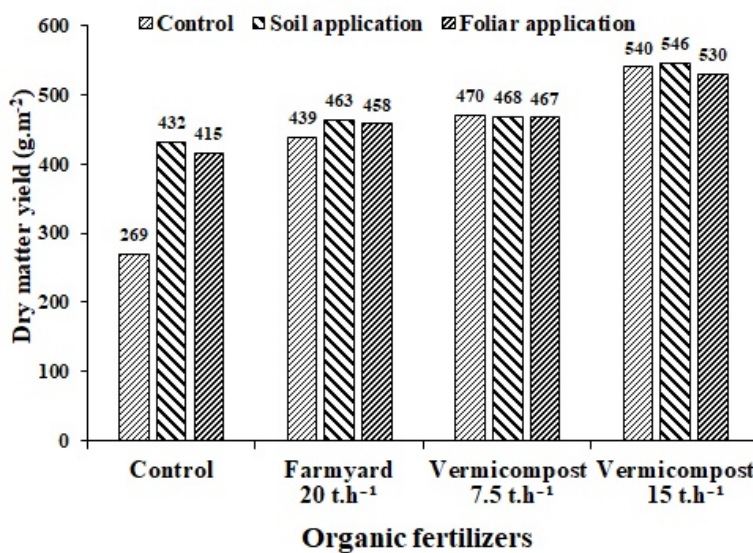 Control Soil application Foliar application
Dry matter yield (g.m⁻²)
600
500
400
300
200
100
0
269
432
415
439
463
458
470
468
467
540
546
530
Control
Farmyard
20 t.h⁻¹
Vermicompost
7.5 t.h⁻¹
Vermicompost
15 t.h⁻¹
Organic fertilizers